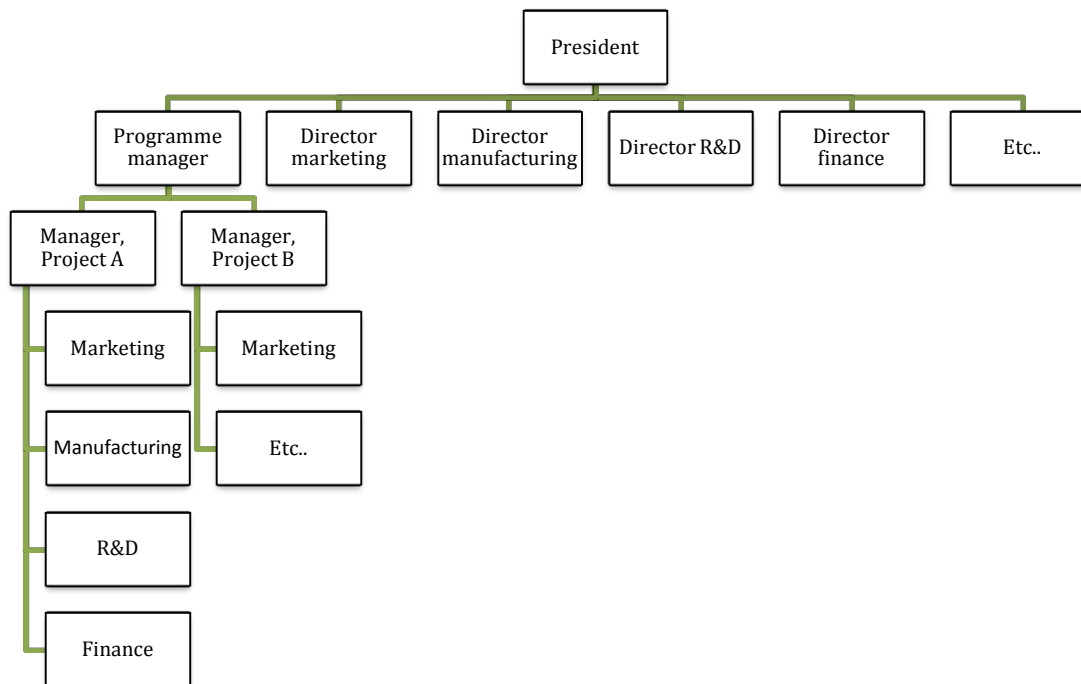 President
Programme
manager
Director
marketing
Director
manufacturing
Director R&D
Director
finance
Etc..
Manager,
Project A
Manager,
Project B
Marketing
Marketing
Manufacturing
Etc..
R&D
Finance